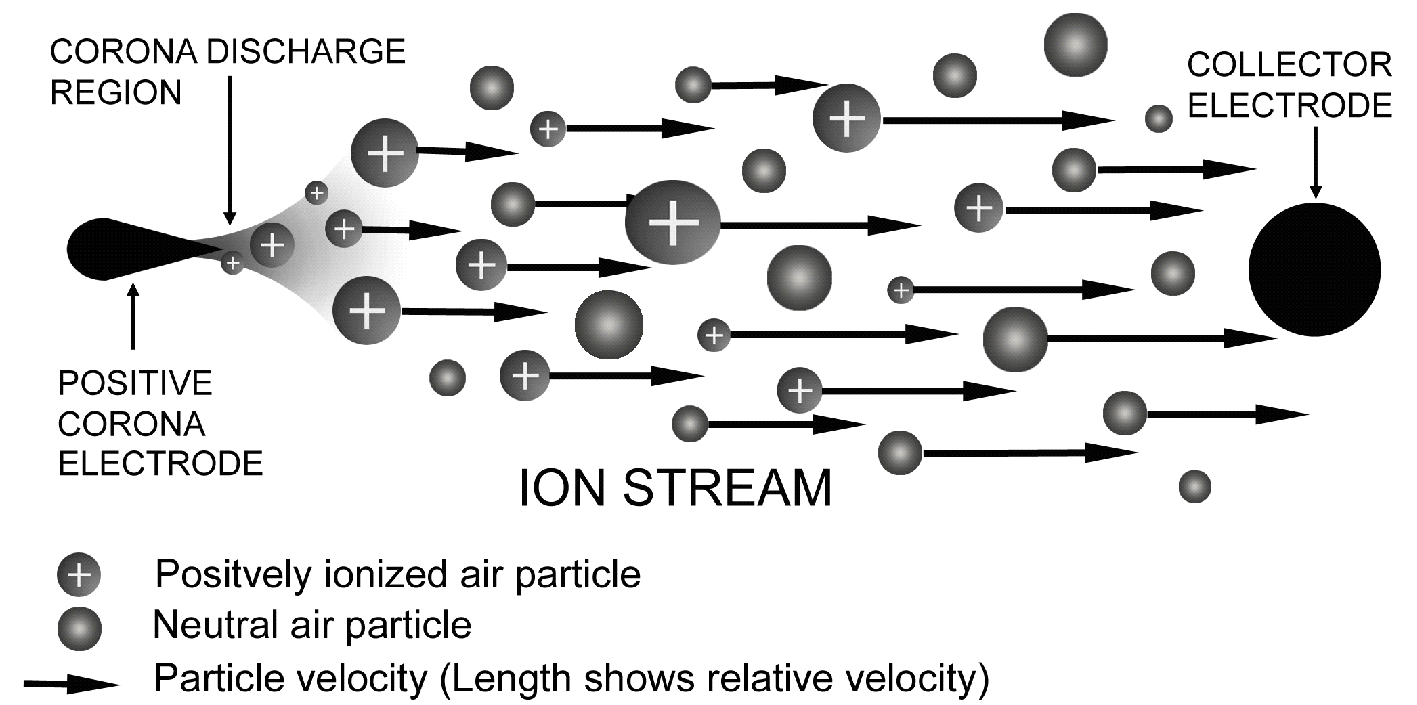 CORONA DISCHARGE
REGION
COLLECTOR
ELECTRODE
POSITIVE
CORONA
ELECTRODE
ION STREAM
Positvely ionized air particle
Neutral air particle
Particle velocity (Length shows relative velocity)